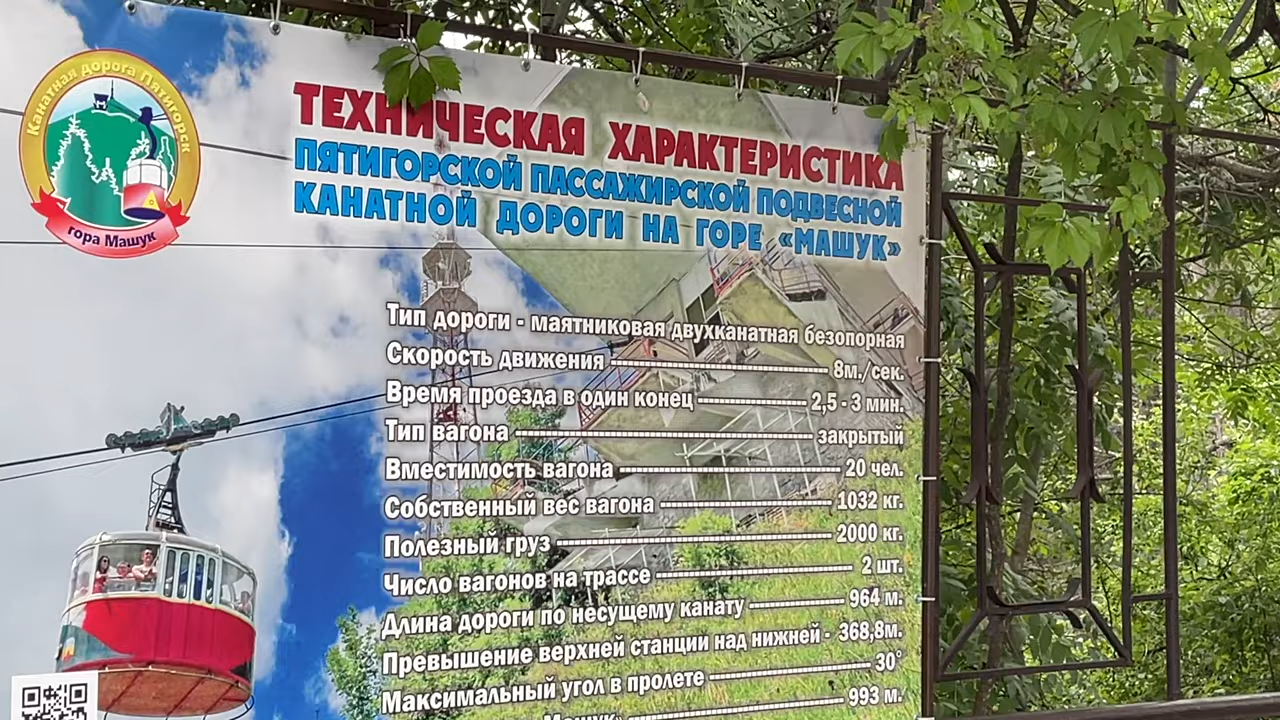 Канатная дорога Пятигорск
гора Машук
ТЕХНИЧЕСКАЯ ХАРАКТЕРИСТИКА
ПЯТИГОРСКОЙ ПАССАЖИРСКОЙ ПОДВЕСНОЙ
КАНАТНОЙ ДОРОГИ НА ГОРЕ «МАШУК»
Тип дороги - маятниковая двухканатная безопорная
Скорость движения 8м./сек.
Время проезда в один конец 2,5 - 3 мин.
Тип вагона закрытый
Вместимость вагона 20 чел.
Собственный вес вагона 1032 кг.
Полезный груз 2000 кг.
Число вагонов на трассе 2 шт.
Длина дороги по несущему канату 964 м.
Превышение верхней станции над нижней - 368,8м.
Максимальный угол в пролете 30°
Машук» 993 м.